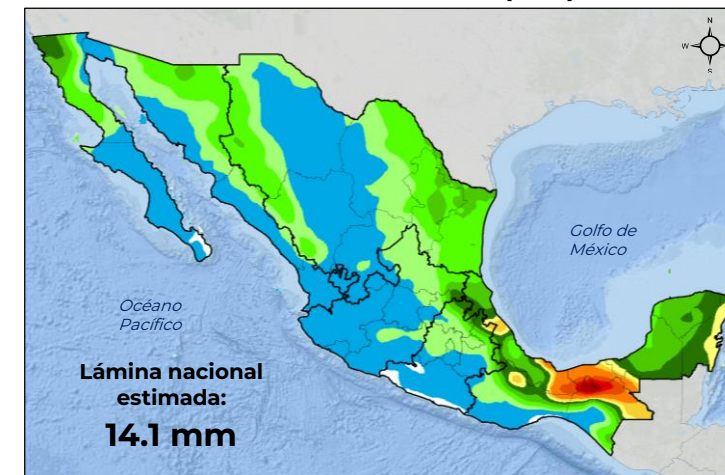 N
W
S
Golfo de
México
Océano
Pacífico
Lámina nacional
estimada:
14.1 mm